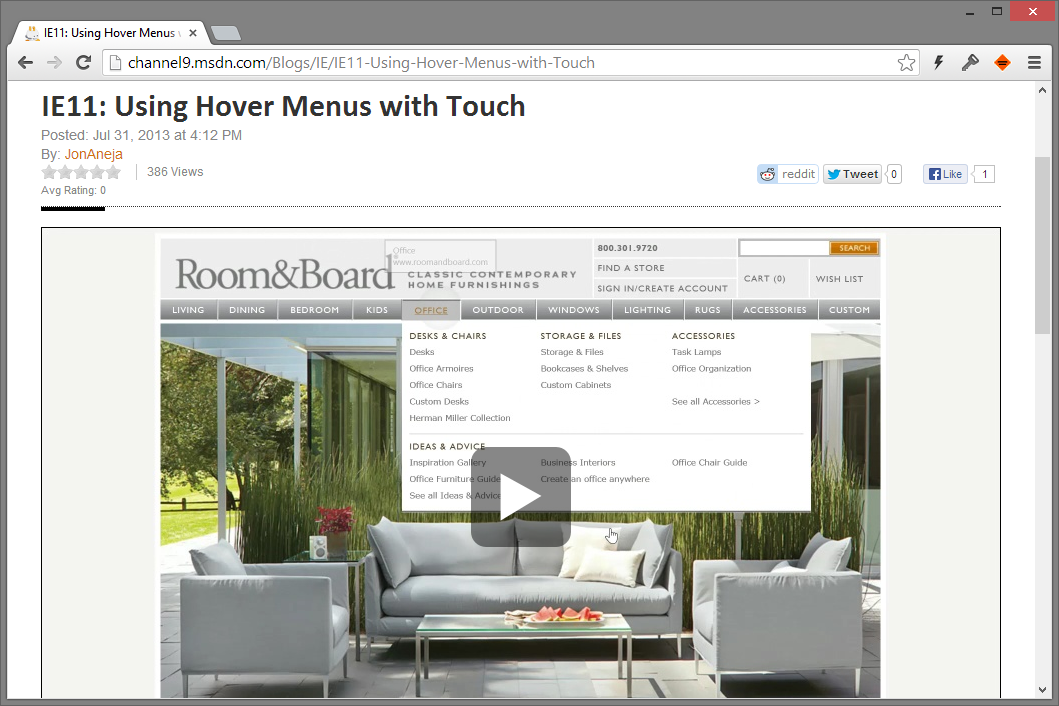 IE11: Using Hover Menus
channel9.msdn.com/Blogs/IE/IE11-Using-Hover-Menus-with-Touch
IE11: Using Hover Menus with Touch
Posted: Jul 31, 2013 at 4:12 PM
By: JonAneja
386 Views
Avg Rating: 0
reddit
Tweet
0
Like
1
Office
www.roomandboard.com
Room&Board
CLASSIC CONTEMPORARY
HOME FURNISHINGS
800.301.9720
FIND A STORE
SIGN IN/CREATE ACCOUNT
SEARCH
CART (0)
WISH LIST
LIVING DINING BEDROOM KIDS OFFICE OUTDOOR WINDOWS LIGHTING RUGS ACCESSORIES CUSTOM
DESKS & CHAIRS
Desks
Office Armoires
Office Chairs
Custom Desks
Herman Miller Collection
STORAGE & FILES
Storage & Files
Bookcases & Shelves
Custom Cabinets
ACCESSORIES
Task Lamps
Office Organization
See all Accessories >
IDEAS & ADVICE
Inspiration Gallery
Office Furniture Guide
See all Ideas & Advice
Business Interiors
Create an office anywhere
Office Chair Guide